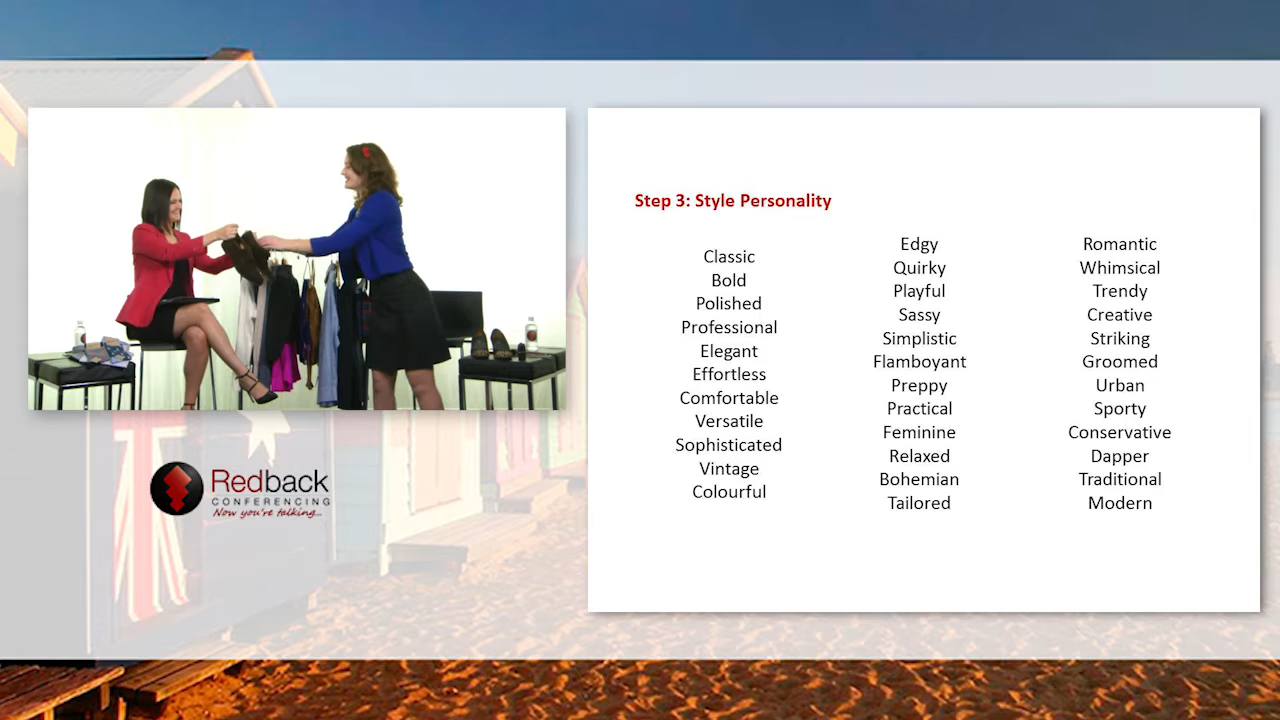 Step 3: Style Personality
Classic
Bold
Polished
Professional
Elegant
Effortless
Comfortable
Versatile
Sophisticated
Vintage
Colourful
Edgy
Quirky
Playful
Sassy
Simplistic
Flamboyant
Preppy
Practical
Feminine
Relaxed
Bohemian
Tailored
Romantic
Whimsical
Trendy
Creative
Striking
Groomed
Urban
Sporty
Conservative
Dapper
Traditional
Modern
Redback
CONFERENCING
Now you're talking...